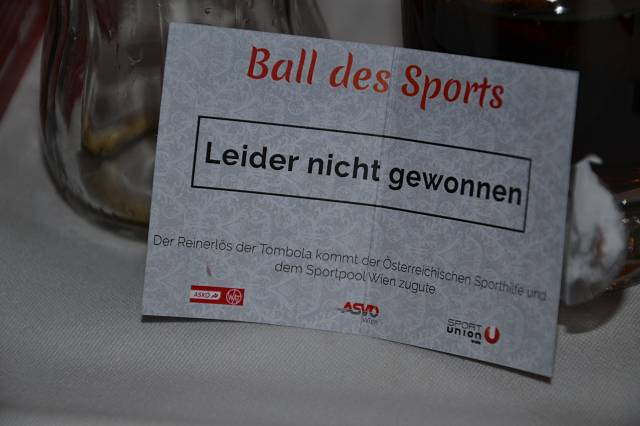 Ball des Sports
Leider nicht gewonnen
Der Reinerlös der Tombola kommt der Österreichischen Sporthilfe und
dem Sportpool Wien zugute
ASKÖ
ASVÖ
Wien
SPORT
UNION